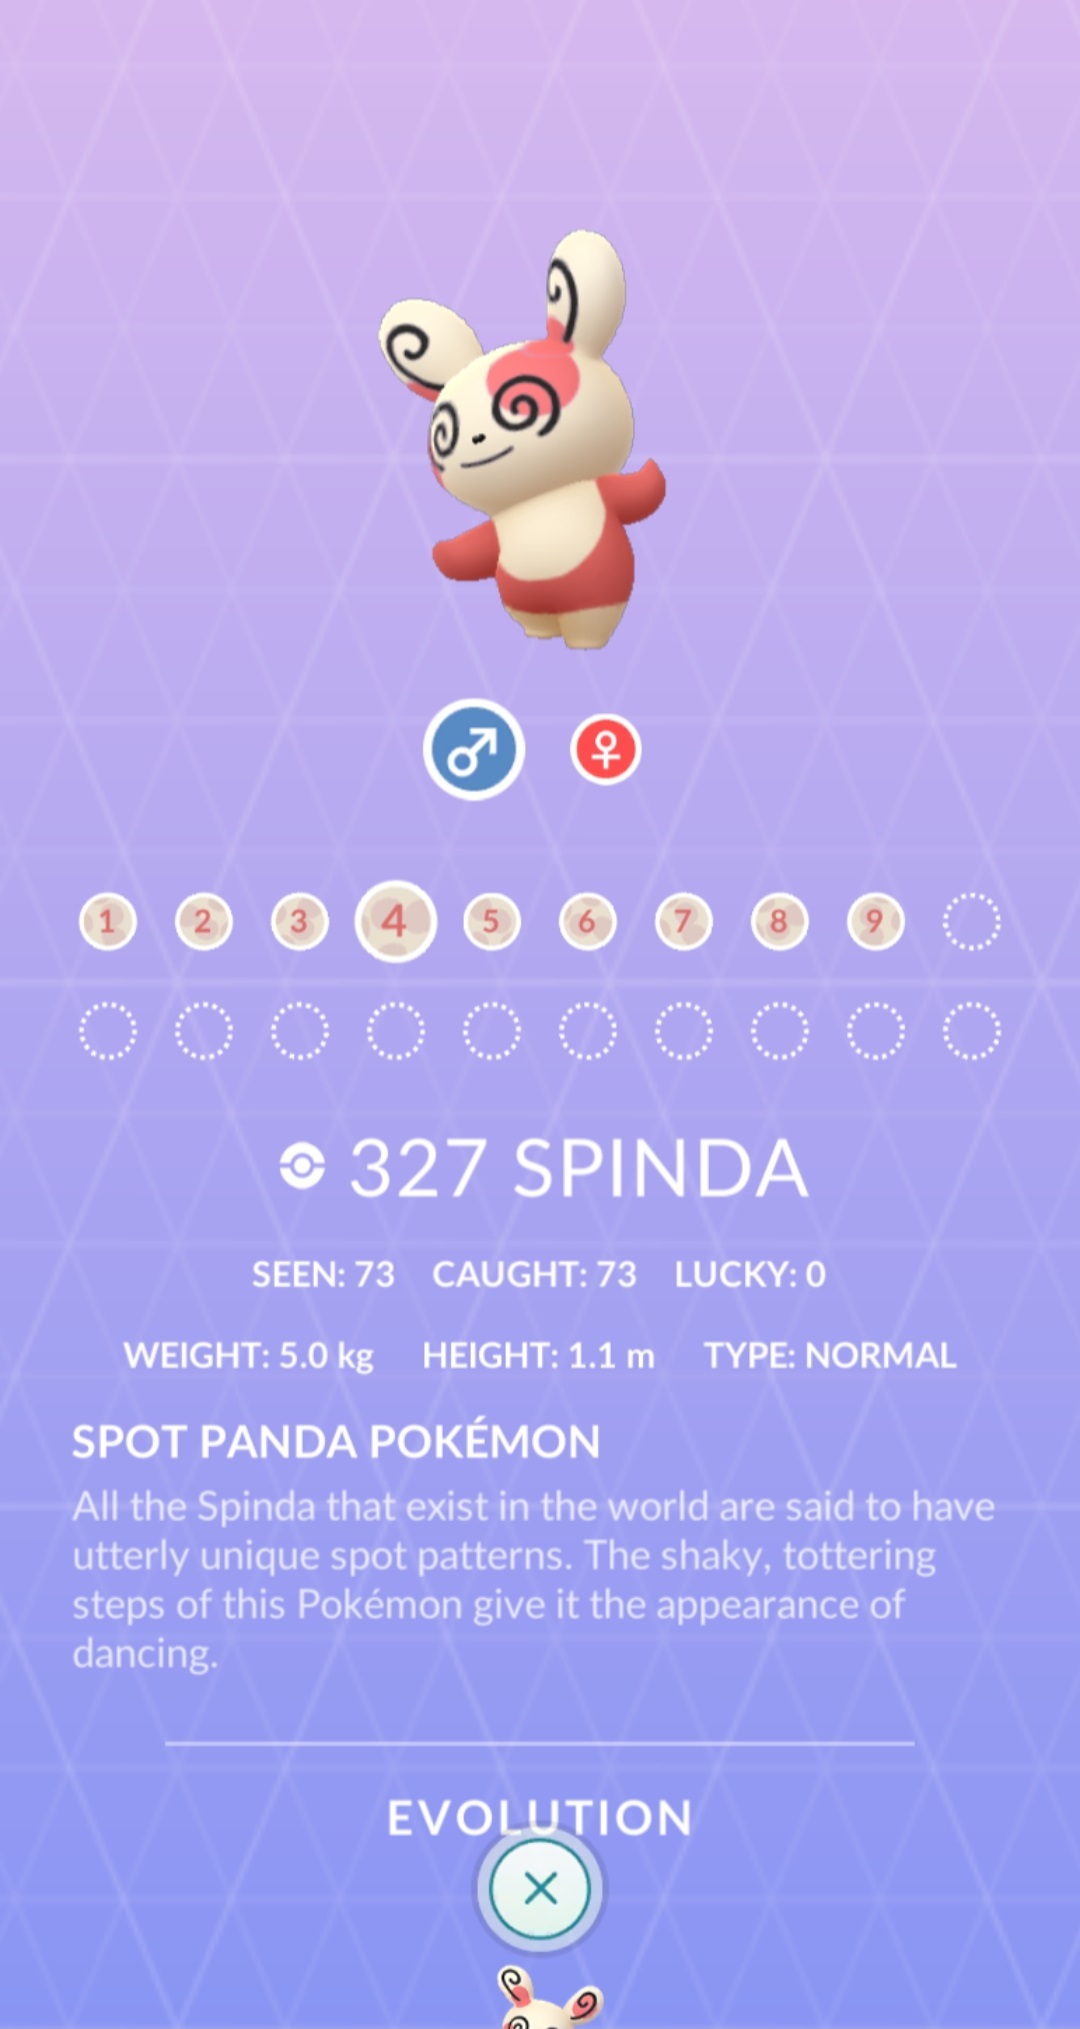 1 2 3 4 5 6 7 8 9
327 SPINDA
SEEN: 73 CAUGHT: 73 LUCKY: 0
WEIGHT: 5.0 kg HEIGHT: 1.1 m TYPE: NORMAL
SPOT PANDA POKÉMON
All the Spinda that exist in the world are said to have
utterly unique spot patterns. The shaky, tottering
steps of this Pokémon give it the appearance of
dancing.
EVOLUTION